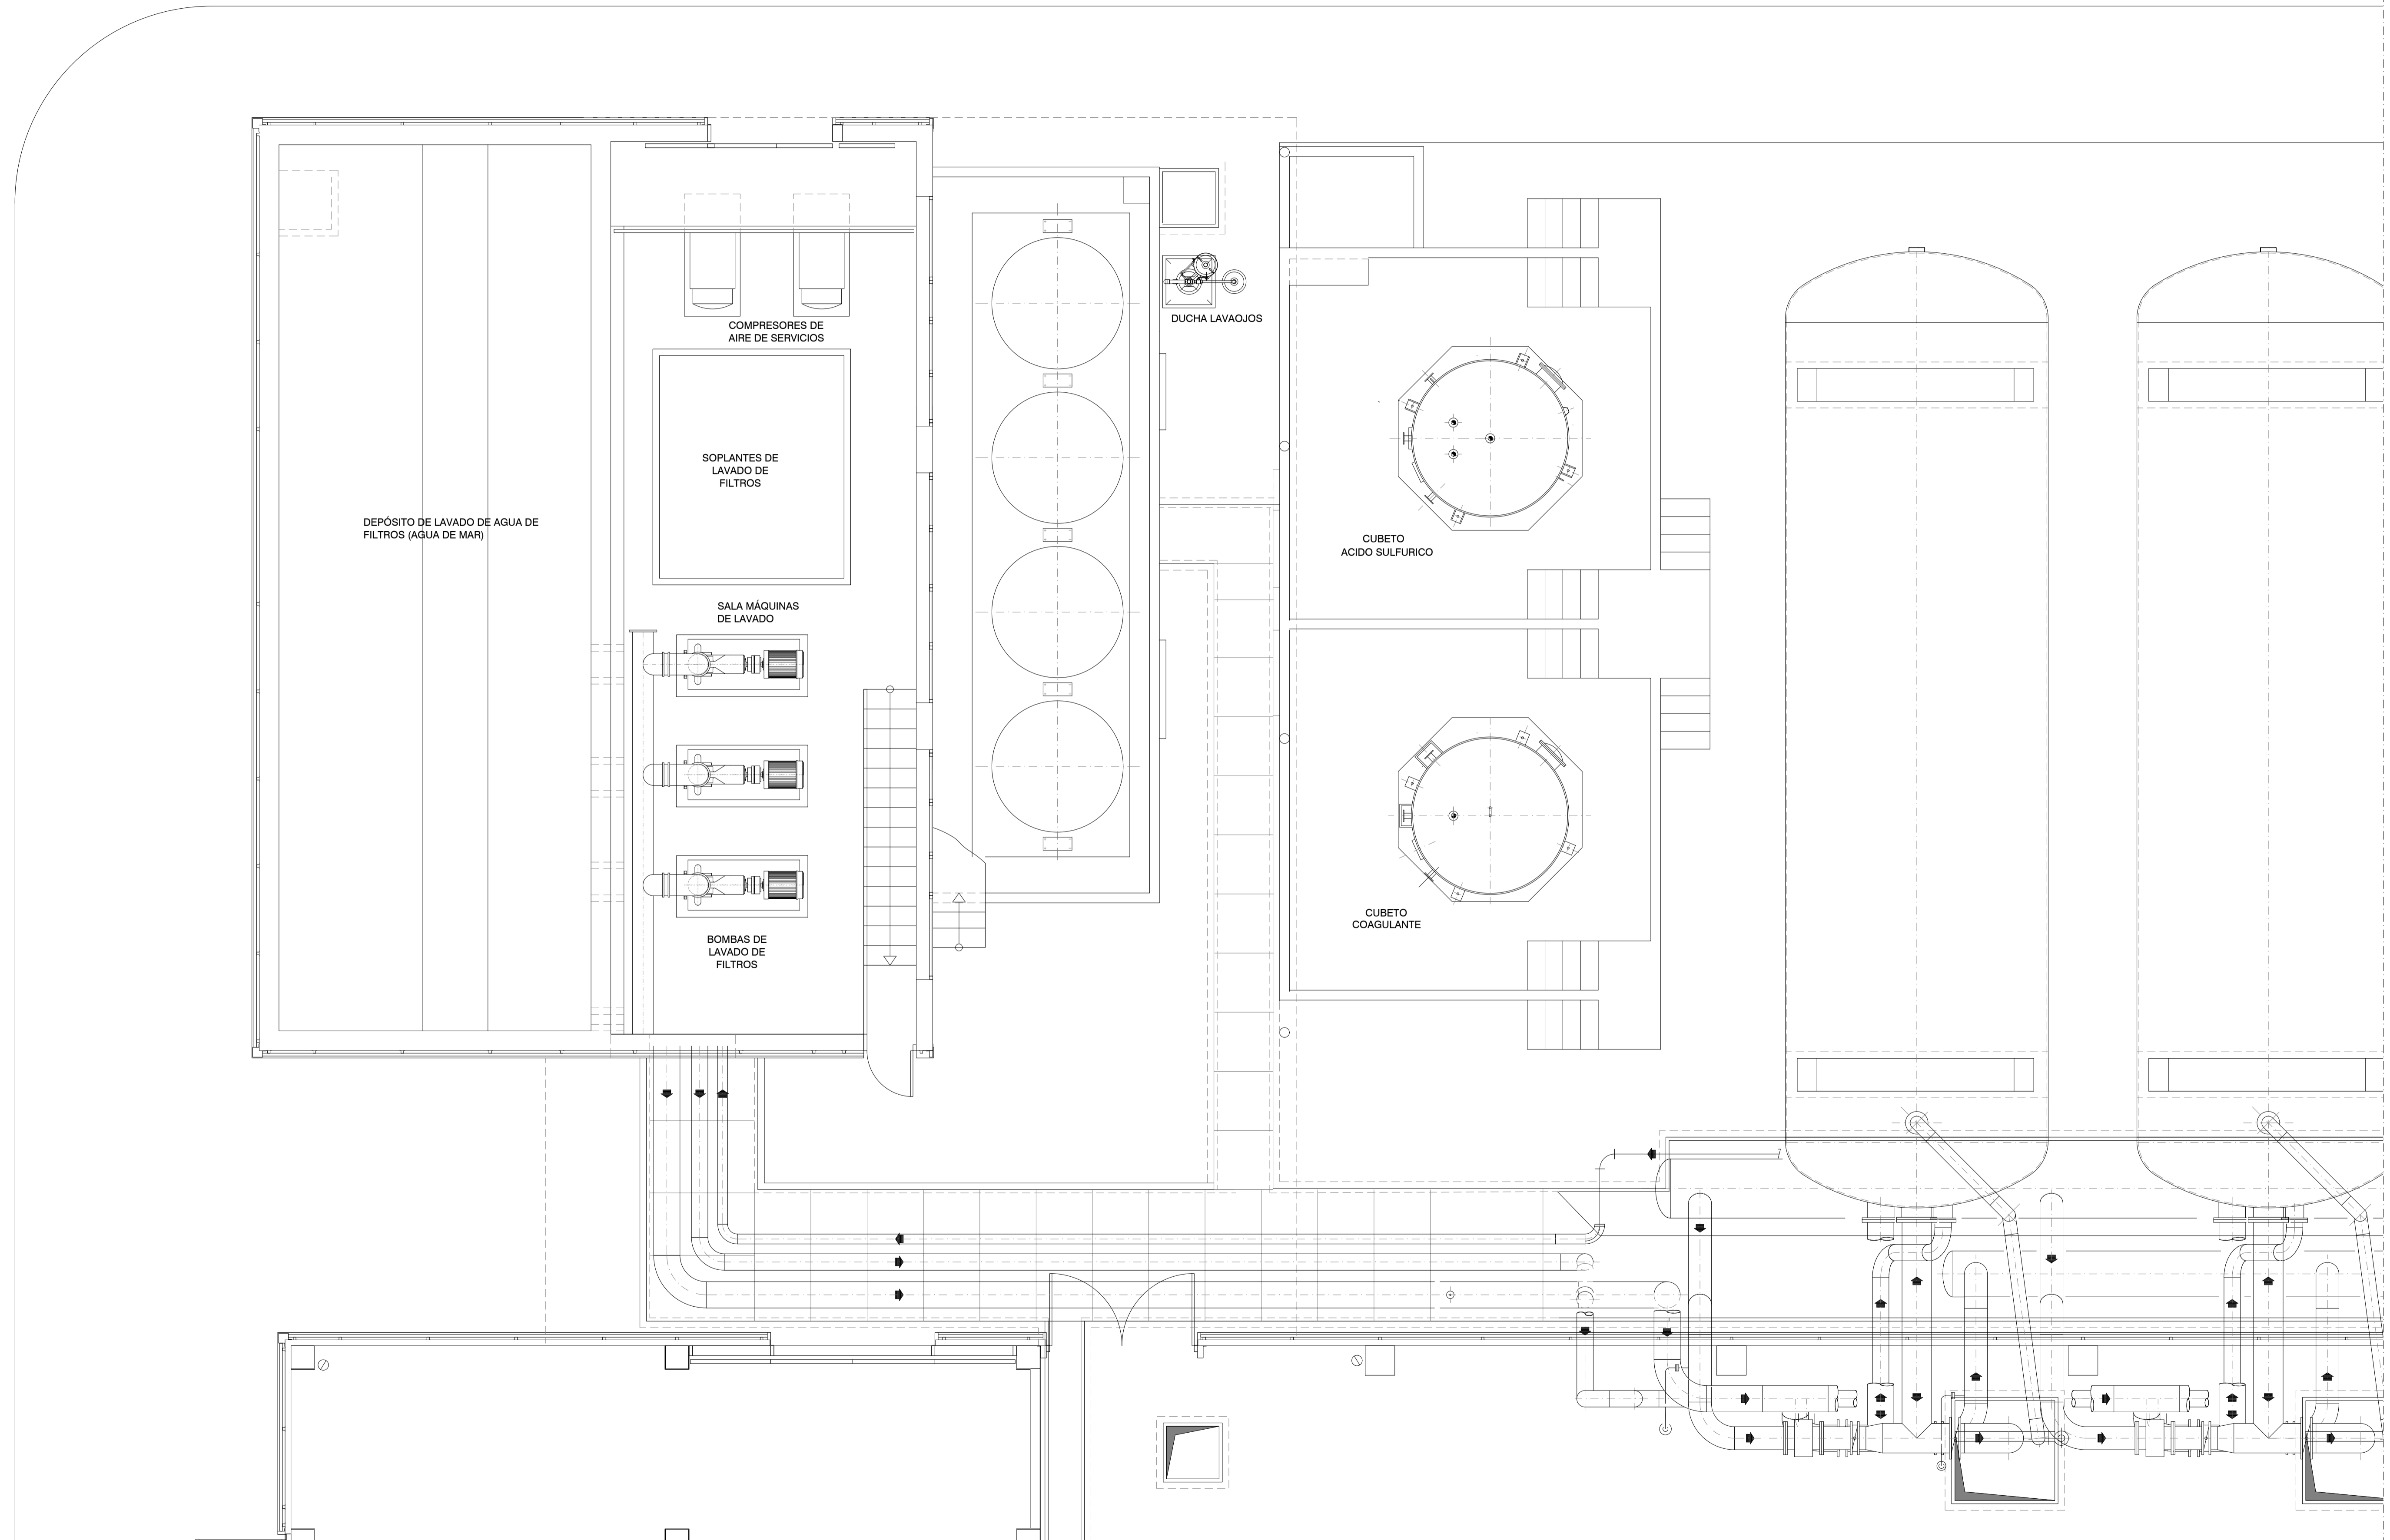 COMPRESORES DE
AIRE DE SERVICIOS
DUCHA LAVAOJOS
SOPLANTES DE
LAVADO DE
FILTROS
DEPÓSITO DE LAVADO DE AGUA DE
FILTROS (AGUA DE MAR)
CUBETO
ACIDO SULFURICO
SALA MÁQUINAS
DE LAVADO
BOMBAS DE
LAVADO DE
FILTROS
CUBETO
COAGULANTE